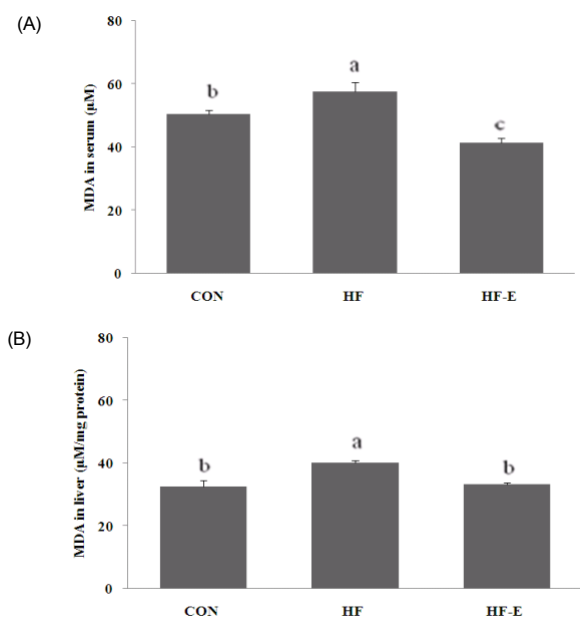 (A)
MDA in serum (µM)
80
60
40
20
0
b
a
c
CON HF HF-E
(B)
MDA in liver (µM/mg protein)
80
60
40
20
0
b
a
b
CON HF HF-E